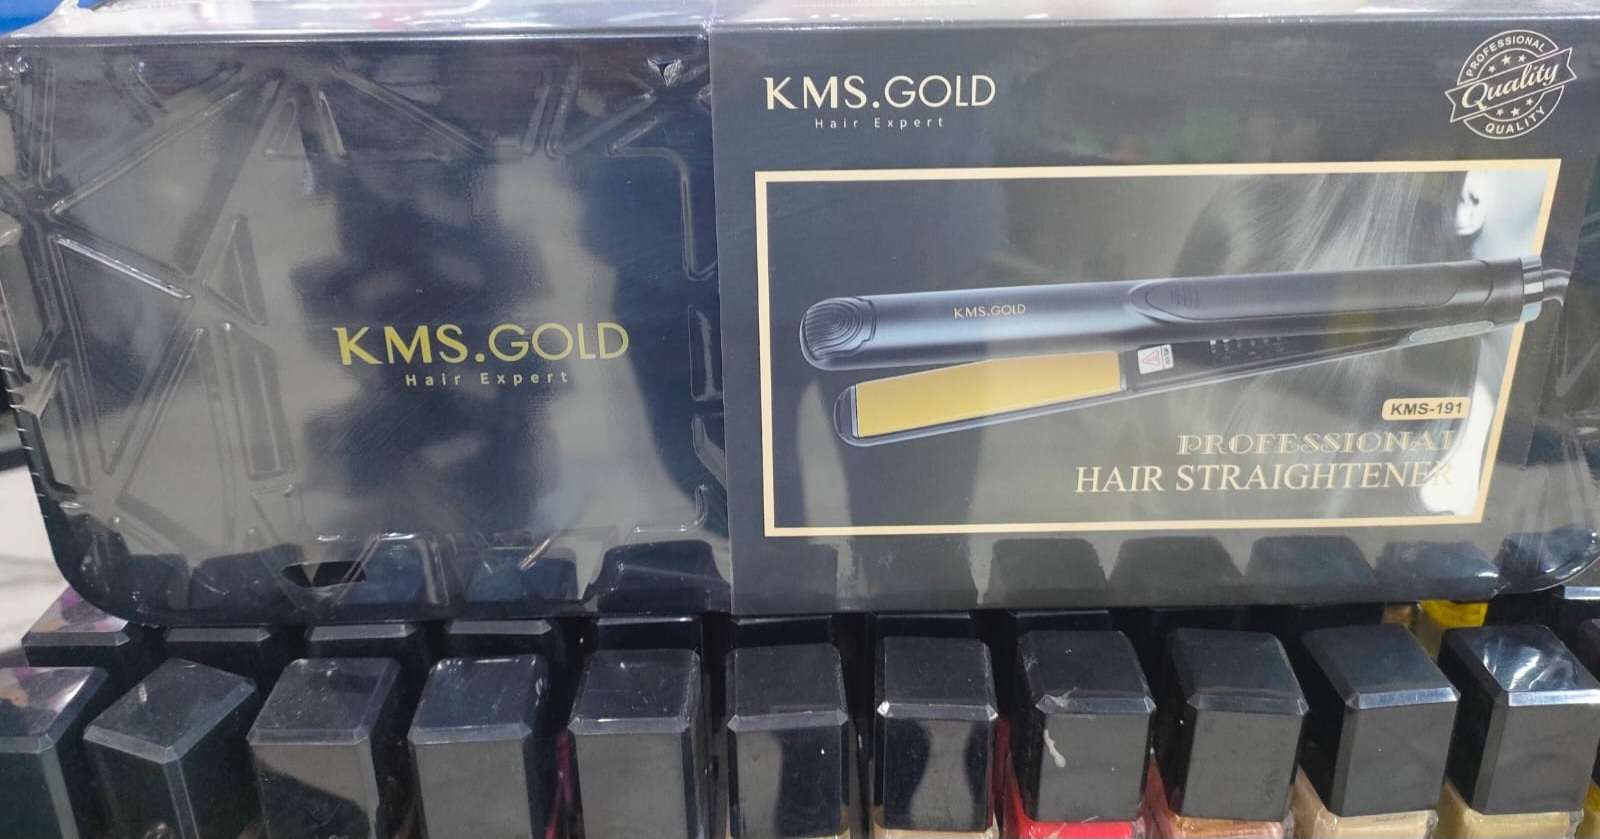 KMS.GOLD
Hair Expert
KMS.GOLD
Hair Expert
PROFESSIONAL
Quality
QUALITY
KMS.GOLD
KMS-191
PROFESSIONAL
HAIR STRAIGHTENER